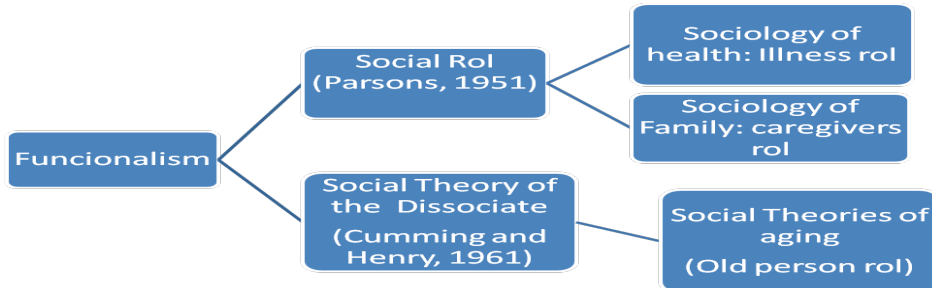 Funcionalism
Social Rol
(Parsons, 1951)
Sociology of
health: Illness rol
Sociology of
Family: caregivers
rol
Social Theory of
the Dissociate
(Cumming and
Henry, 1961)
Social Theories of
aging
(Old person rol)